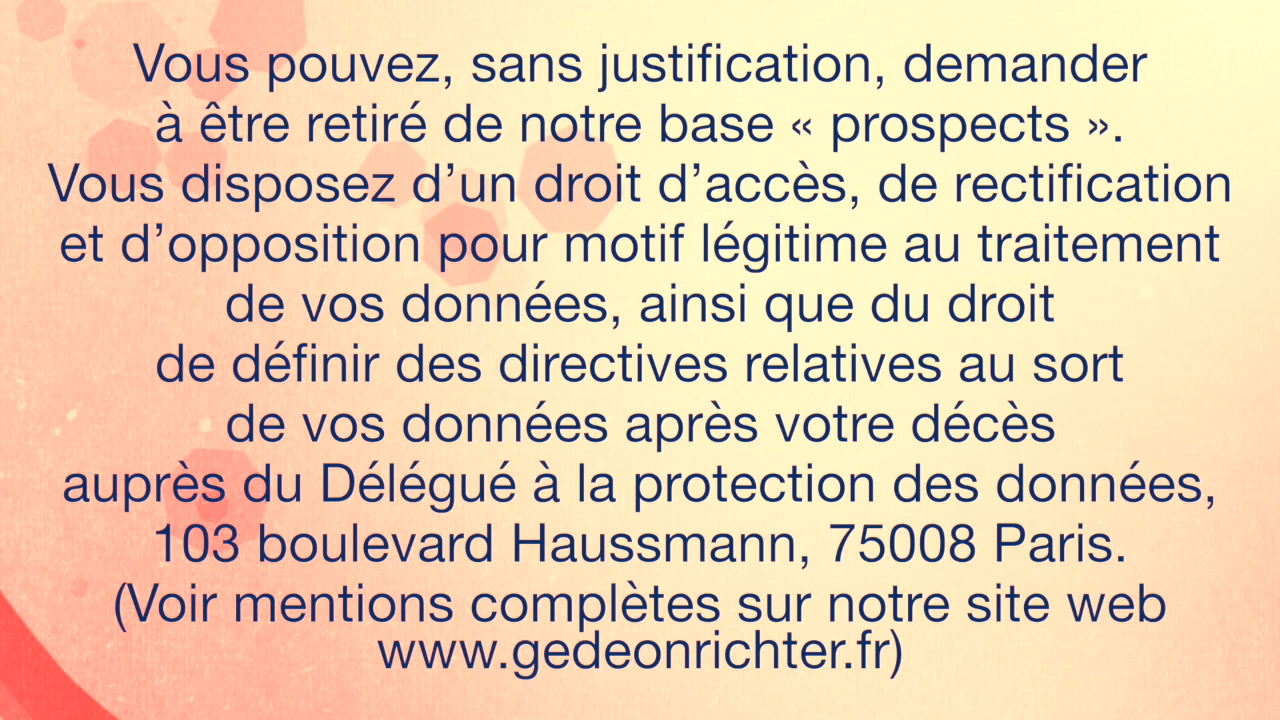 Vous pouvez, sans justification, demander
à être retiré de notre base « prospects ».
Vous disposez d’un droit d’accès, de rectification
et d’opposition pour motif légitime au traitement
de vos données, ainsi que du droit
de définir des directives relatives au sort
de vos données après votre décès
auprès du Délégué à la protection des données,
103 boulevard Haussmann, 75008 Paris.
(Voir mentions complètes sur notre site web
www.gedeonrichter.fr)